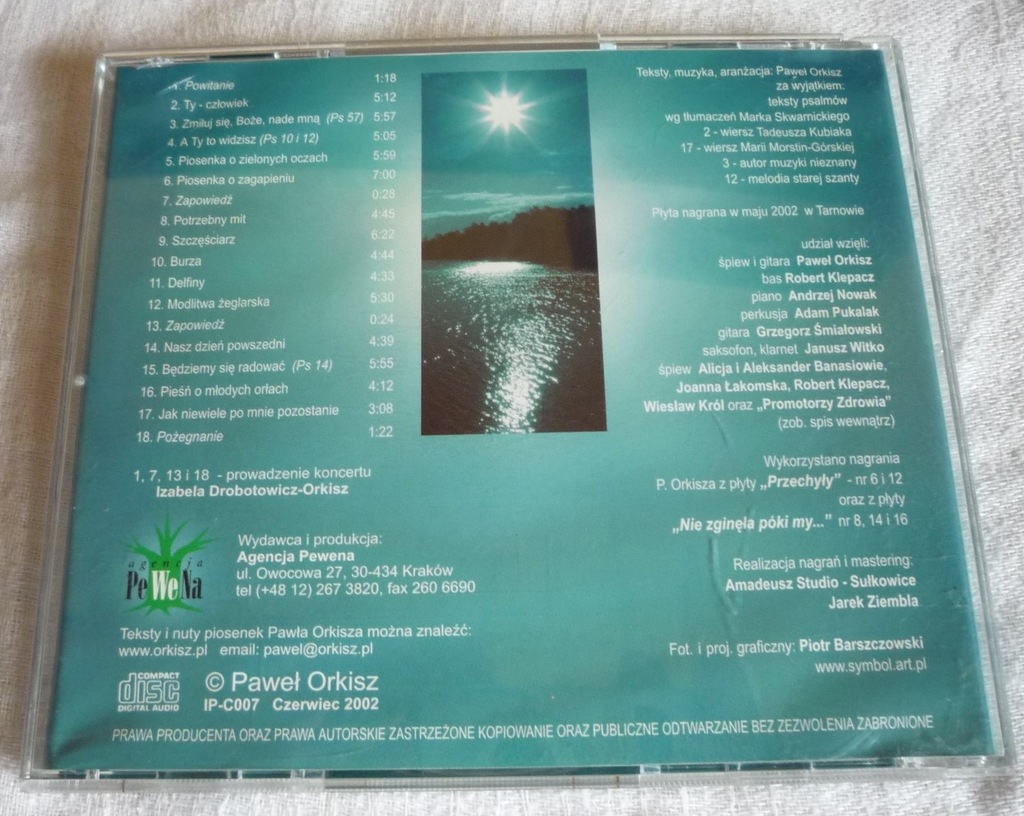 1. Powitanie 1:18
2. Ty - człowiek 5:12
3. Zmiłuj się, Boże, nade mną (Ps 57) 5:57
4. A Ty to widzisz (Ps 10 i 12) 5:05
5. Piosenka o zielonych oczach 5:59
6. Piosenka o zagapieniu 7:00
7. Zapowiedź 0:28
8. Potrzebny mit 4:45
9. Szczęściarz 6:22
10. Burza 4:44
11. Delfiny 4:33
12. Modlitwa żeglarska 5:30
13. Zapowiedź 0:24
14. Nasz dzień powszedni 4:39
15. Będziemy się radować (Ps 14) 5:55
16. Pieśń o młodych orłach 4:12
17. Jak niewiele po mnie pozostanie 3:08
18. Pożegnanie 1:22
1, 7, 13 i 18 - prowadzenie koncertu
Izabela Drobotowicz-Orkisz
agencja
PeWeNa
Wydawca i produkcja:
Agencja Pewena
ul. Owocowa 27, 30-434 Kraków
tel (+48 12) 267 3820, fax 260 6690
Teksty i nuty piosenek Pawła Orkisza można znaleźć:
www.orkisz.pl email: pawel@orkisz.pl
COMPACT
disc
DIGITAL AUDIO
© Paweł Orkisz
IP-C007 Czerwiec 2002
Teksty, muzyka, aranżacja: Paweł Orkisz
za wyjątkiem:
teksty psalmów
wg tłumaczeń Marka Skwarnickiego
2 - wiersz Tadeusza Kubiaka
17 - wiersz Marii Morstin-Górskiej
3 - autor muzyki nieznany
12 - melodia starej szanty
Płyta nagrana w maju 2002 w Tarnowie
udział wzięli:
śpiew i gitara Paweł Orkisz
bas Robert Klepacz
piano Andrzej Nowak
perkusja Adam Pukalak
gitara Grzegorz Śmiałowski
saksofon, klarnet Janusz Witko
śpiew Alicja i Aleksander Banasiowie,
Joanna Łakomska, Robert Klepacz,
Wiesław Król oraz „Promotorzy Zdrowia”
(zob. spis wewnątrz)
Wykorzystano nagrania
P. Orkisza z płyty „Przechyły” - nr 6 i 12
oraz z płyty
„Nie zginęła póki my...” nr 8, 14 i 16
Realizacja nagrań i mastering:
Amadeusz Studio - Sułkowice
Jarek Ziembla
Fot. i proj. graficzny: Piotr Barszczowski
www.symbol.art.pl
PRAWA PRODUCENTA ORAZ PRAWA AUTORSKIE ZASTRZEŻONE KOPIOWANIE ORAZ PUBLICZNE ODTWARZANIE BEZ ZEZWOLENIA ZABRONIONE